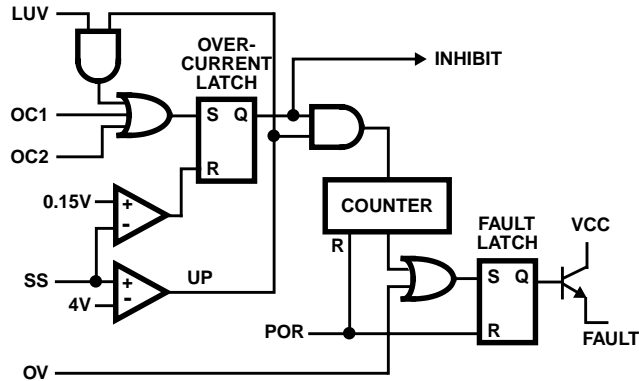 LUV
OVER-
CURRENT
LATCH
INHIBIT
OC1
S Q
OC2
R
0.15V
+
-
COUNTER
FAULT
LATCH
VCC
R
SS
+
-
UP
4V
S Q
POR
R
FAULT
OV